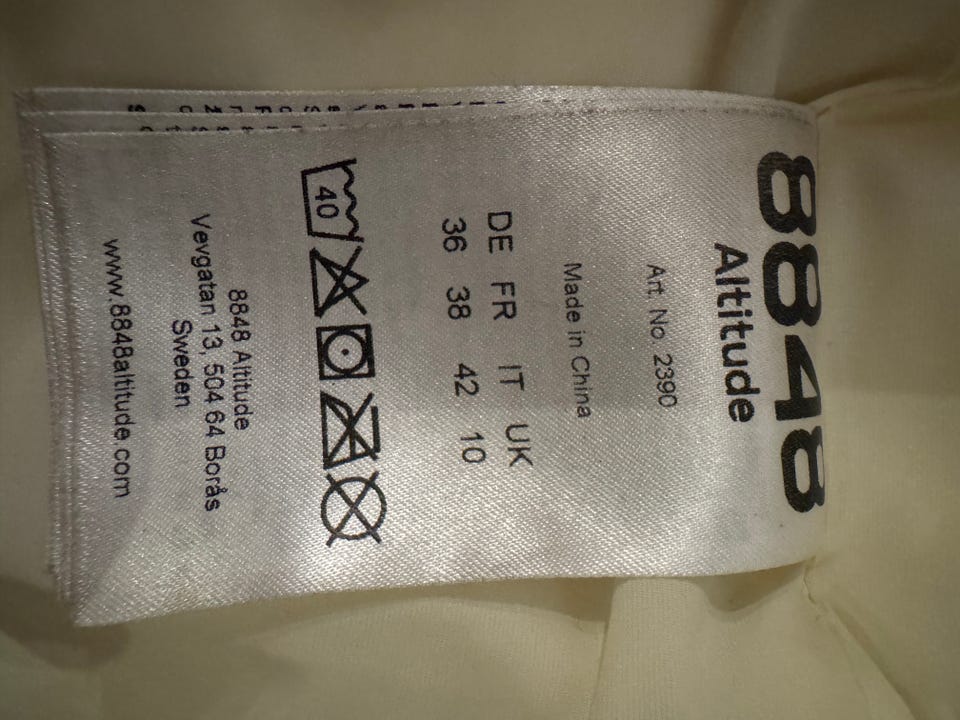 8848
Altitude
Art. No. 2390
Made in China
DE FR IT UK
36 38 42 10
40
8848 Altitude
Vevgatan 13, 504 64 Borås
Sweden
www.8848altitude.com